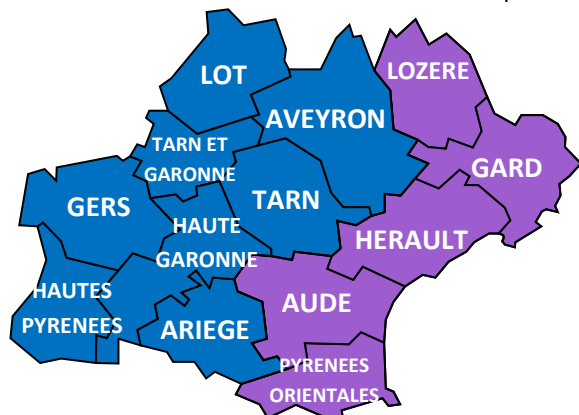 LOT
LOZERE
AVEYRON
TARN ET
GARONNE
GARD
GERS
TARN
HAUTE
GARONNE
HERAULT
HAUTES
PYRENEES
AUDE
ARIEGE
PYRENEES
ORIENTALES